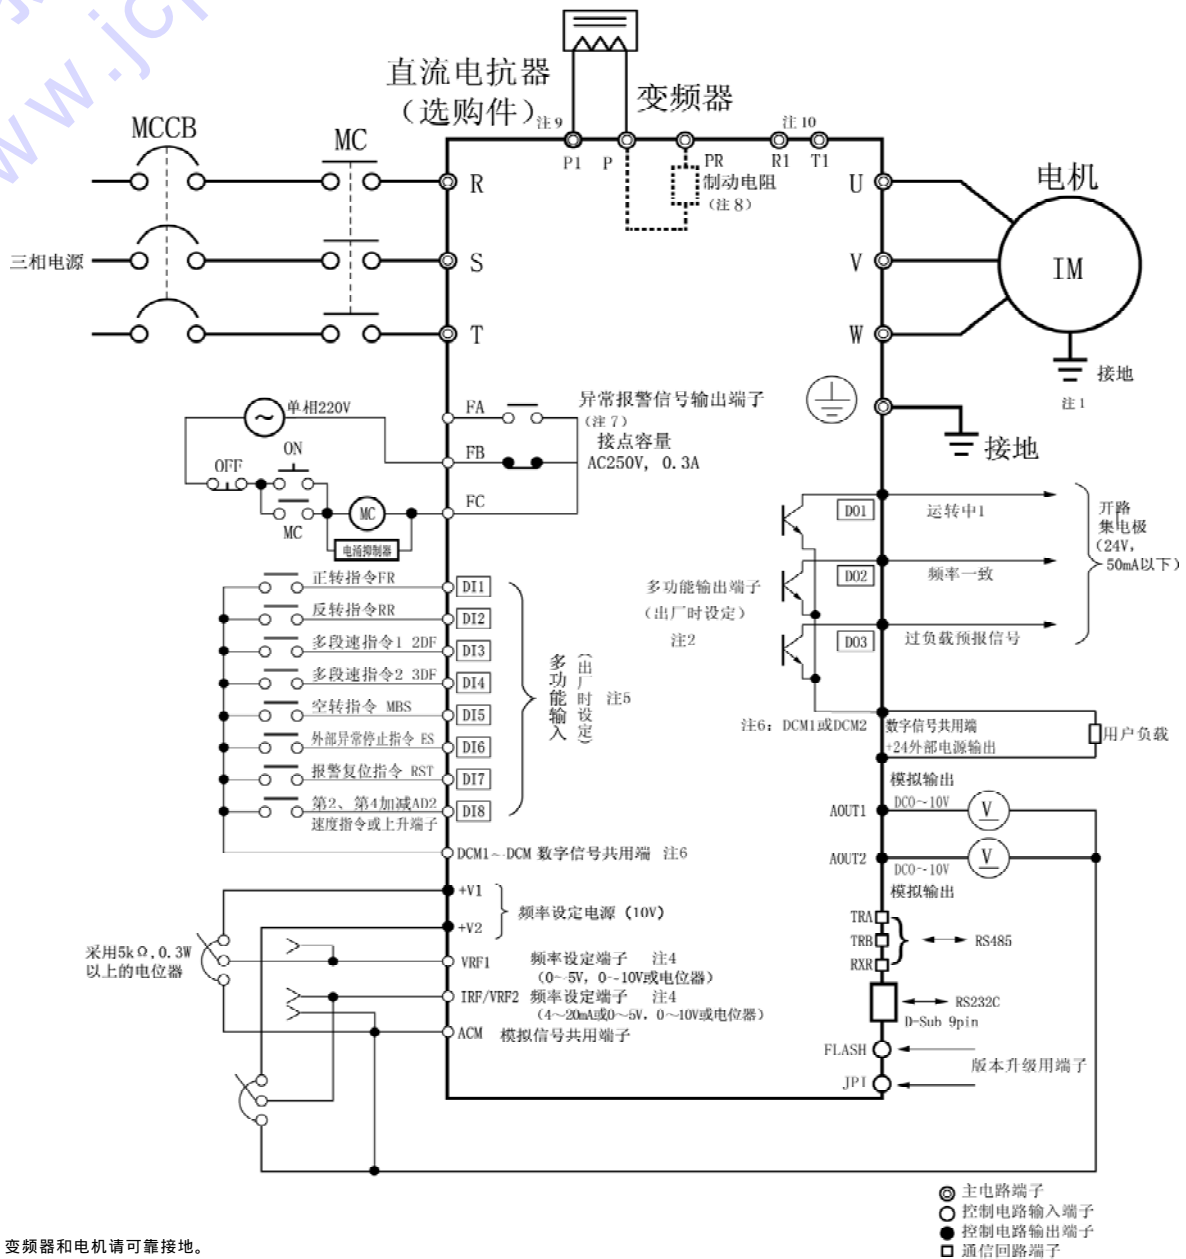 www.jcp
直流电抗器
(选购件)
注9
变频器
注10
P1
P
PR
R1
T1
制动电阻
(注8)
MCCB
MC
R
S
T
三相电源
U
V
W
电机
IM
接地
注1
接地
单相220V
ON
OFF
MC
MC
电涌抑制器
FA
FB
FC
异常报警信号输出端子
(注7)
接点容量
AC250V, 0.3A
正转指令FR
DI1
反转指令RR
DI2
多段速指令1 2DF
DI3
多段速指令2 3DF
DI4
空转指令 MBS
DI5
外部异常停止指令 ES
DI6
报警复位指令 RST
DI7
第2、第4加减AD2
DI8
速度指令或上升端子
多功能输入
(出厂时设定)
注5
DCM1~DCM 数字信号共用端 注6
DO1
运转中1
DO2
频率一致
DO3
过负载预报信号
多功能输出端子
(出厂时设定)
注2
开路
集电极
(24V,
50mA以下)
注6: DCM1或DCM2
数字信号共用端
+24外部电源输出
用户负载
模拟输出
AOUT1
DC0~10V
V
AOUT2
DC0~10V
V
模拟输出
+V1
+V2
频率设定电源(10V)
采用5kΩ,0.3W
以上的电位器
VRF1
频率设定端子 注4
(0~5V, 0~10V或电位器)
IRF/VRF2 频率设定端子 注4
(4~20mA或0~5V, 0~10V或电位器)
ACM 模拟信号共用端子
TRA
TRB
RXR
RS485
RS232C
D-Sub 9pin
FLASH
JP1
版本升级用端子
主电路端子
控制电路输入端子
控制电路输出端子
通信回路端子
变频器和电机请可靠接地。